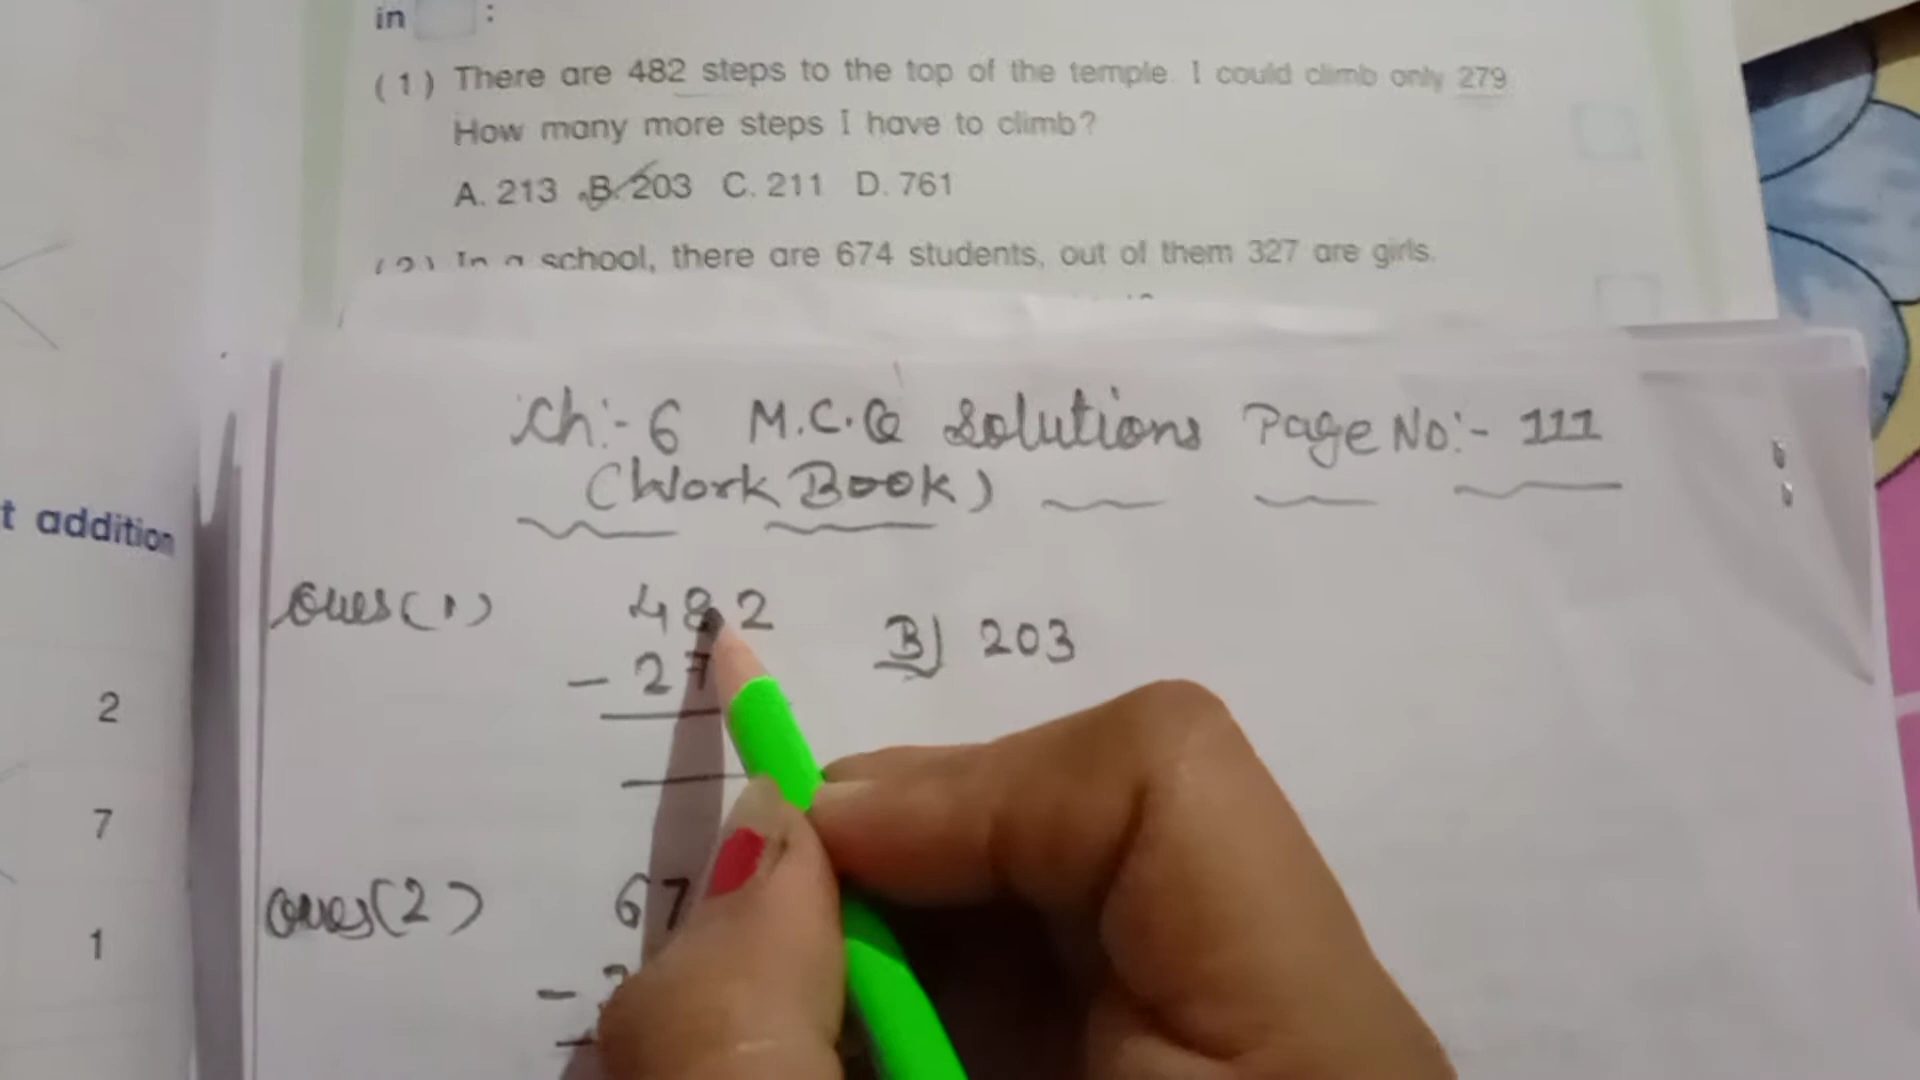 in :
(1) There are 482 steps to the top of the temple. I could climb only 279
How many more steps I have to climb?
A. 213 B. 203 C. 211 D. 761
(2) In a school, there are 674 students, out of them 327 are girls.
Ch:- 6 M.C.Q Solutions Page No:- 111
(Work Book)
t addition
Ques(1) 482 B) 203
- 27
2
7
Ques(2) 67
1
-